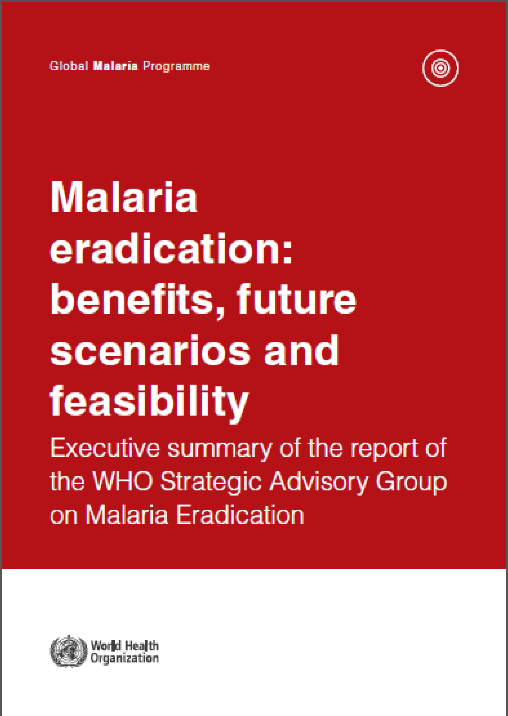 Global Malaria Programme
Malaria
eradication:
benefits, future
scenarios and
feasibility
Executive summary of the report of
the WHO Strategic Advisory Group
on Malaria Eradication
World Health
Organization